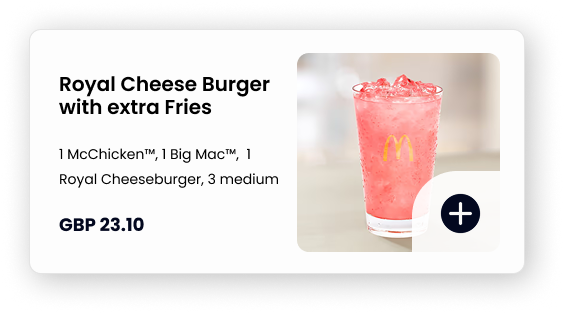 Royal Cheese Burger
with extra Fries
1 McChicken™, 1 Big Mac™, 1
Royal Cheeseburger, 3 medium
GBP 23.10